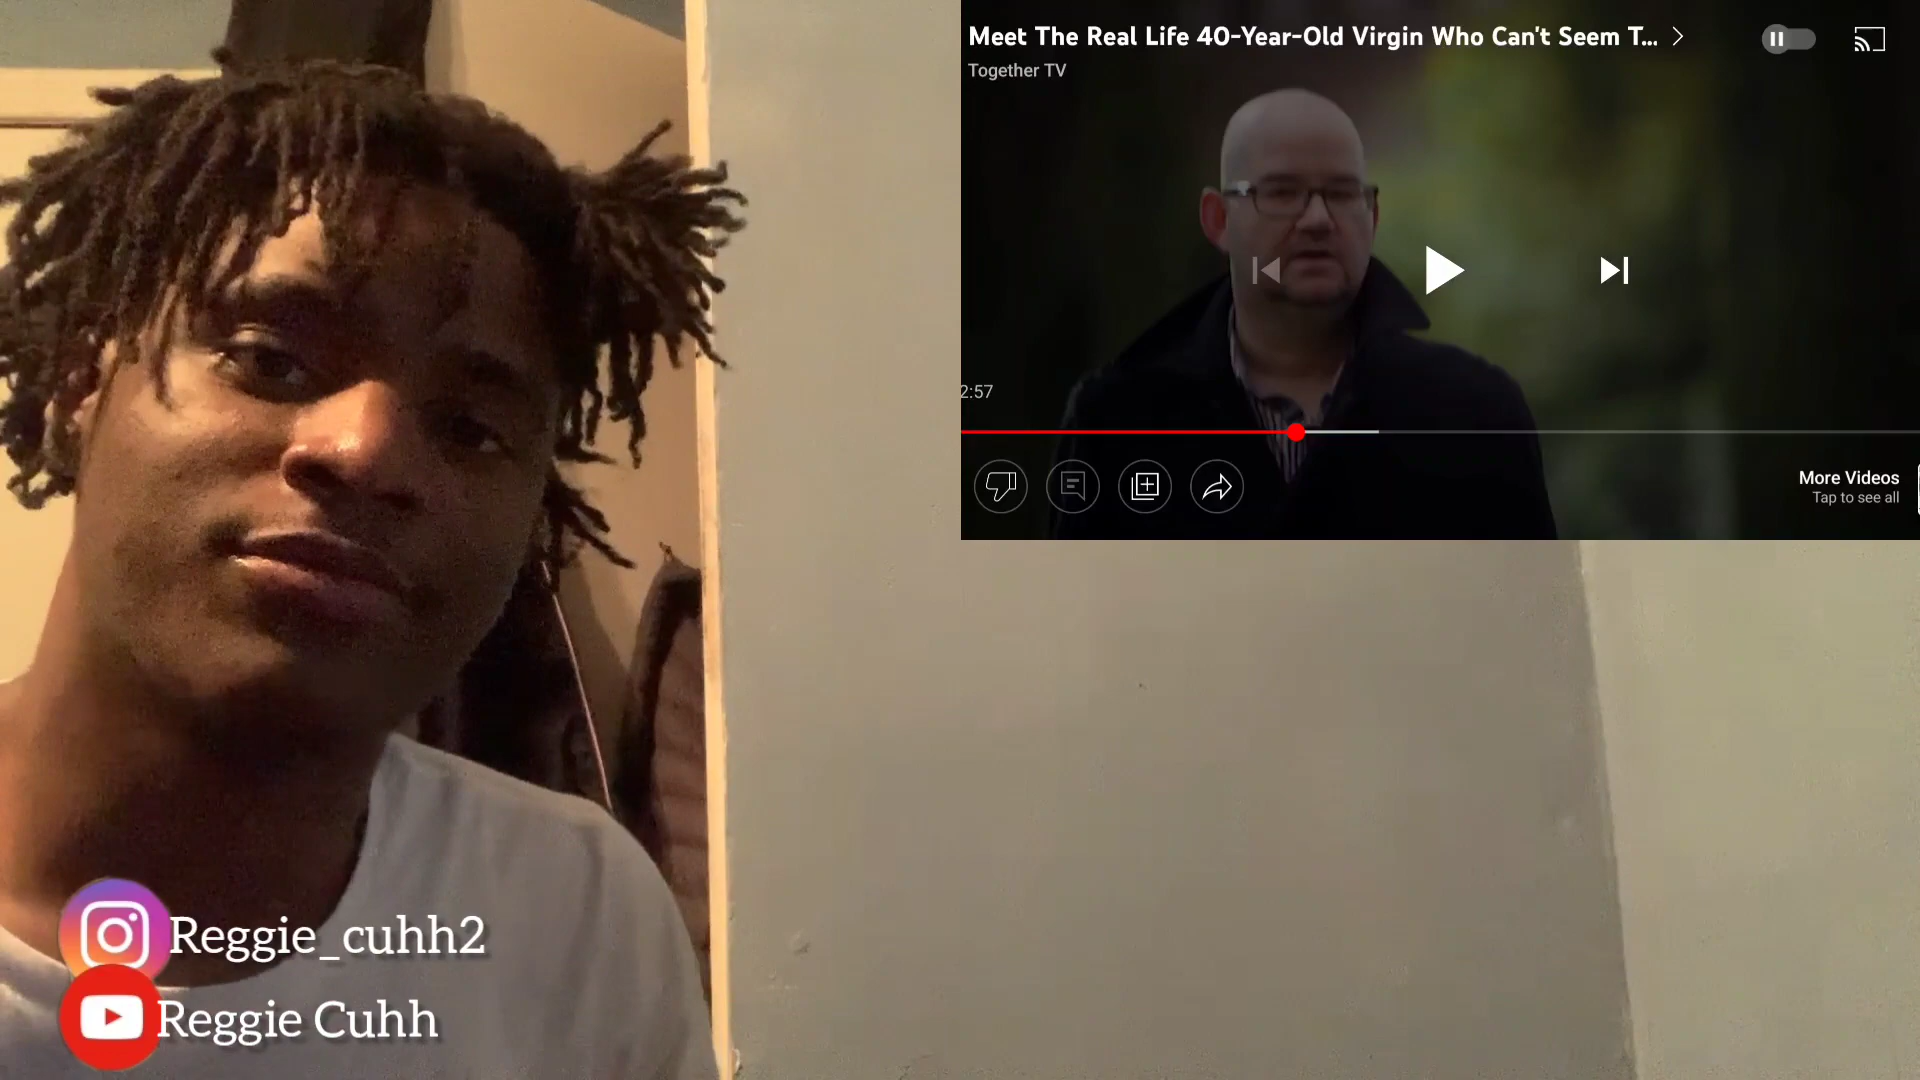 Meet The Real Life 40-Year-Old Virgin Who Can't Seem T...
Together TV
2:57
More Videos
Tap to see all
Reggie_cuhh2
Reggie Cuhh